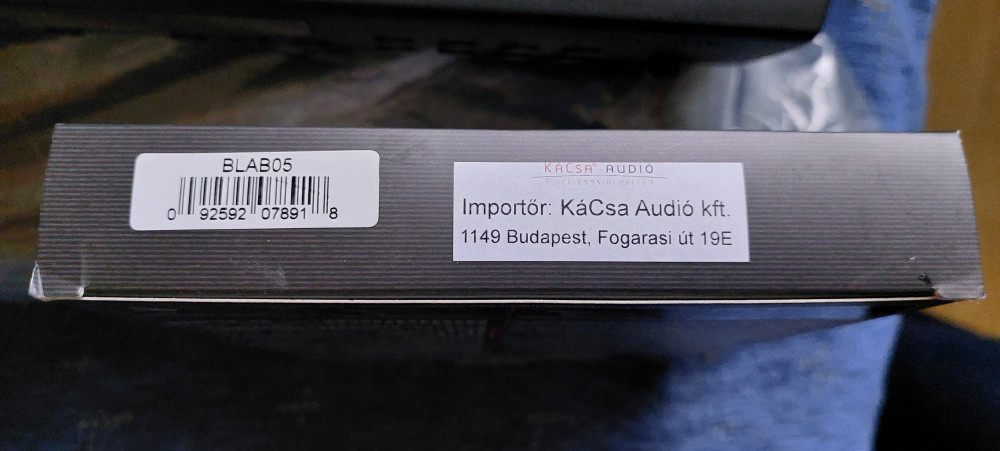 BLAB05
0 92592 07891 8
KÁCSA AUDIÓ
Importőr: KáCsa Audió kft.
1149 Budapest, Fogarasi út 19E